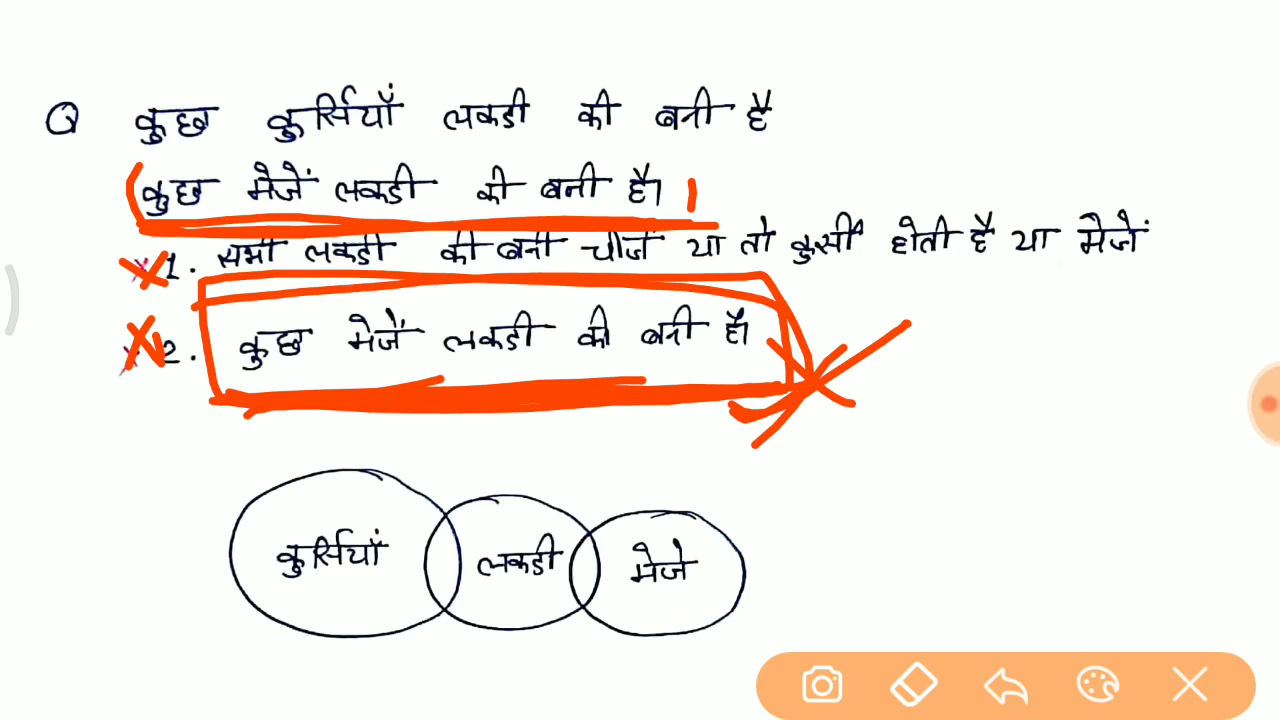 Q कुछ कुर्सियाँ लकडी की बनी है
कुछ मेजें लकडी की बनी है।
1. सभी लकडी की बनी चीजें या तो कुर्सी होती है या मेजें
2. कुछ मेजें लकडी की बनी है।
कुर्सियाँ लकडी मेजे